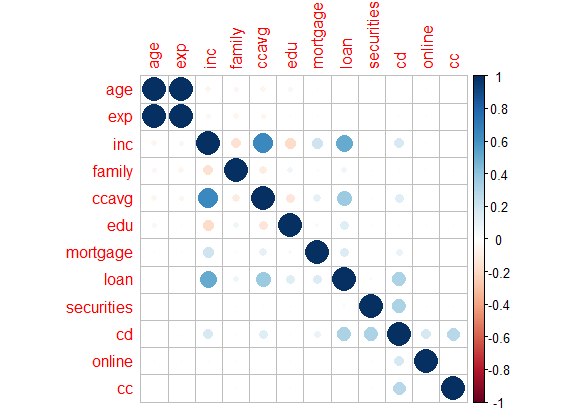 age exp inc family ccavg edu mortgage loan securities cd online cc
age
exp
inc
family
ccavg
edu
mortgage
loan
securities
cd
online
cc
1
0.8
0.6
0.4
0.2
0
-0.2
-0.4
-0.6
-0.8
-1